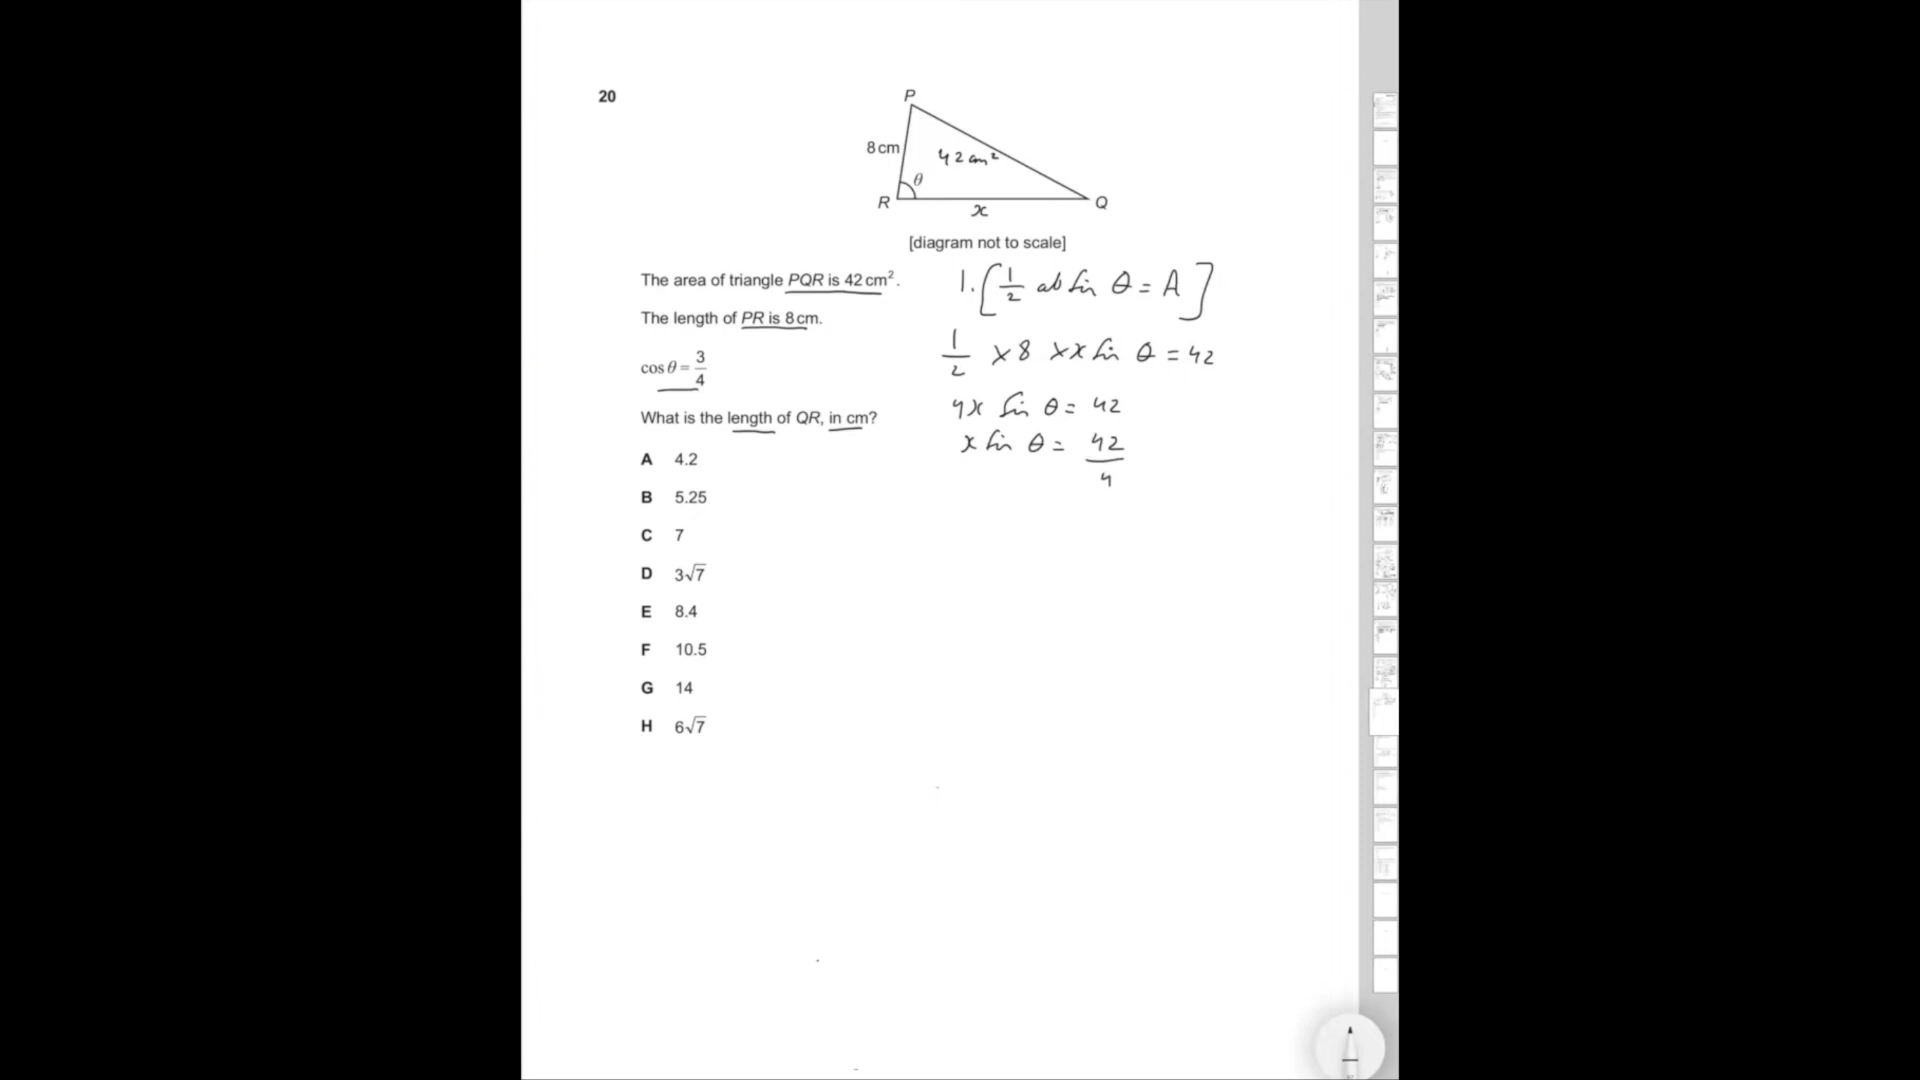 20
P
8 cm
42 cm²
θ
R
x
Q
[diagram not to scale]
The area of triangle PQR is 42 cm².
The length of PR is 8 cm.
cos θ = 3/4
What is the length of QR, in cm?
A 4.2
B 5.25
C 7
D 3√7
E 8.4
F 10.5
G 14
H 6√7
1. [1/2 ab sin θ = A]
1/2 × 8 × x sin θ = 42
4x sin θ = 42
x sin θ = 42/4